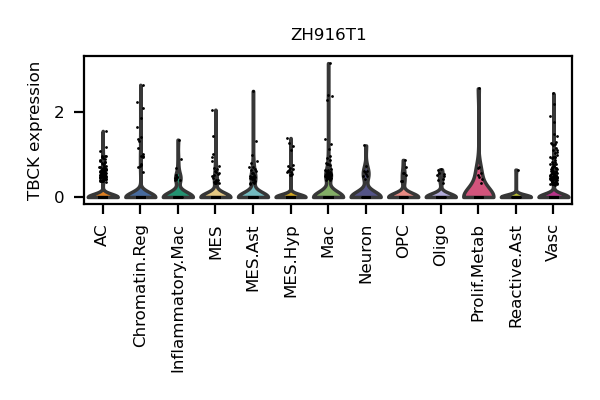 ZH916T1
TBCK expression
2
0
AC
Chromatin.Reg
Inflammatory.Mac
MES
MES.Ast
MES.Hyp
Mac
Neuron
OPC
Oligo
Prolif.Metab
Reactive.Ast
Vasc